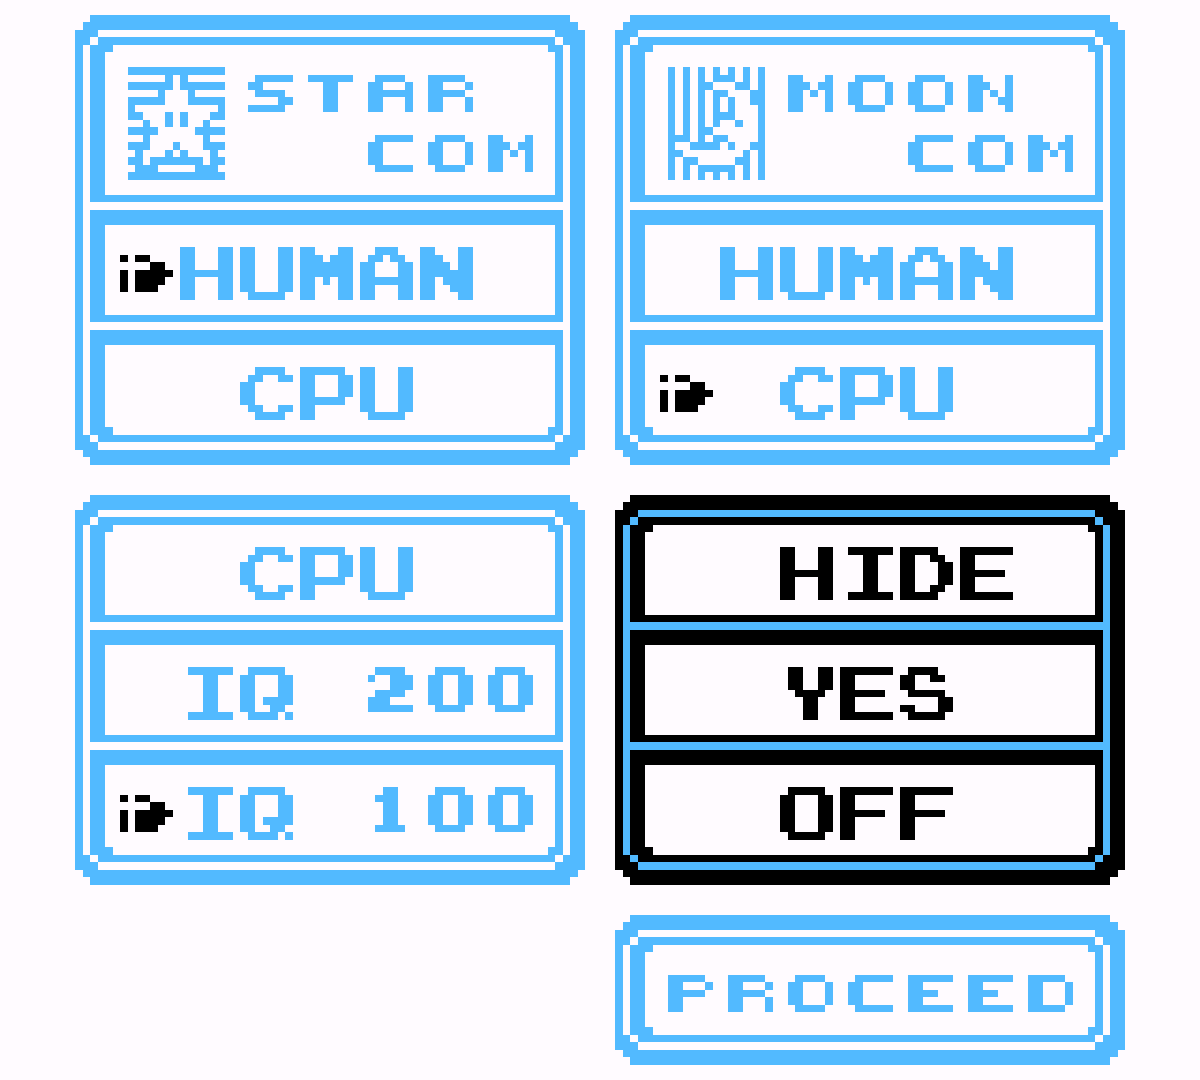 STAR
COM
HUMAN
CPU
MOON
COM
HUMAN
CPU
CPU
IQ 200
IQ 100
HIDE
YES
OFF
PROCEED